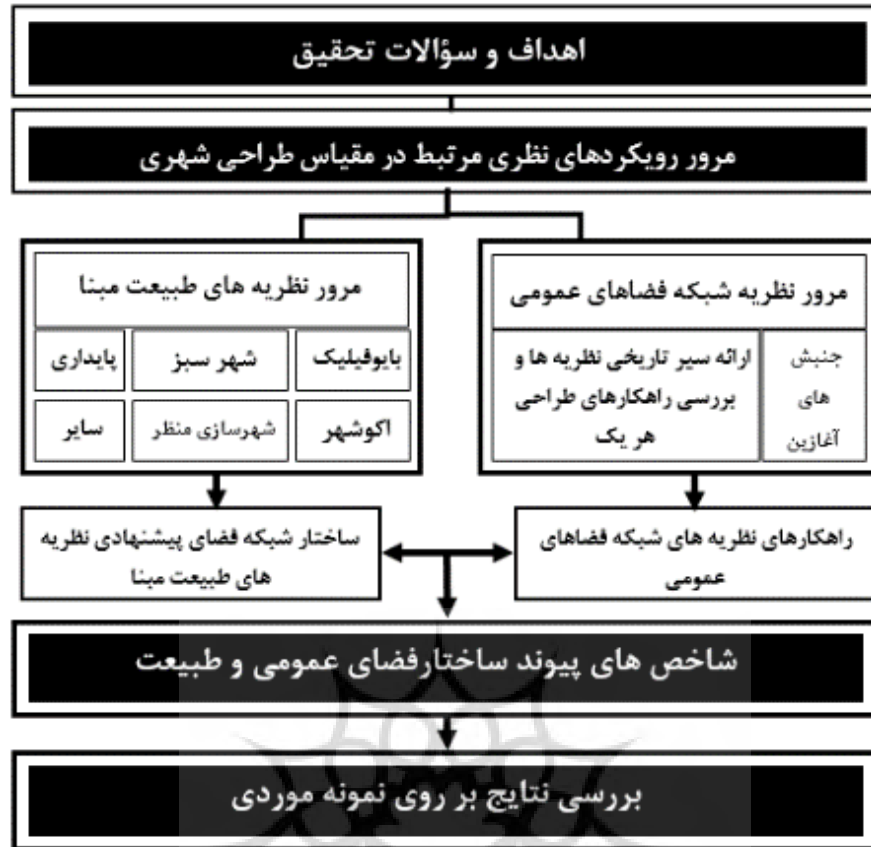 اهداف و سؤالات تحقیق
مرور رویکردهای نظری مرتبط در مقیاس طراحی شهری
مرور نظریه شبکه فضاهای عمومی
جنبش
های
آغازین
ارائه سیر تاریخی نظریه ها و
بررسی راهکارهای طراحی
هر یک
مرور نظریه های طبیعت مبنا
بایوفیلیک
شهر سبز
پایداری
اکوشهر
شهرسازی منظر
سایر
راهکارهای نظریه های شبکه فضاهای
عمومی
ساختار شبکه فضای پیشنهادی نظریه
های طبیعت مبنا
شاخص های پیوند ساختارفضای عمومی و طبیعت
بررسی نتایج بر روی نمونه موردی